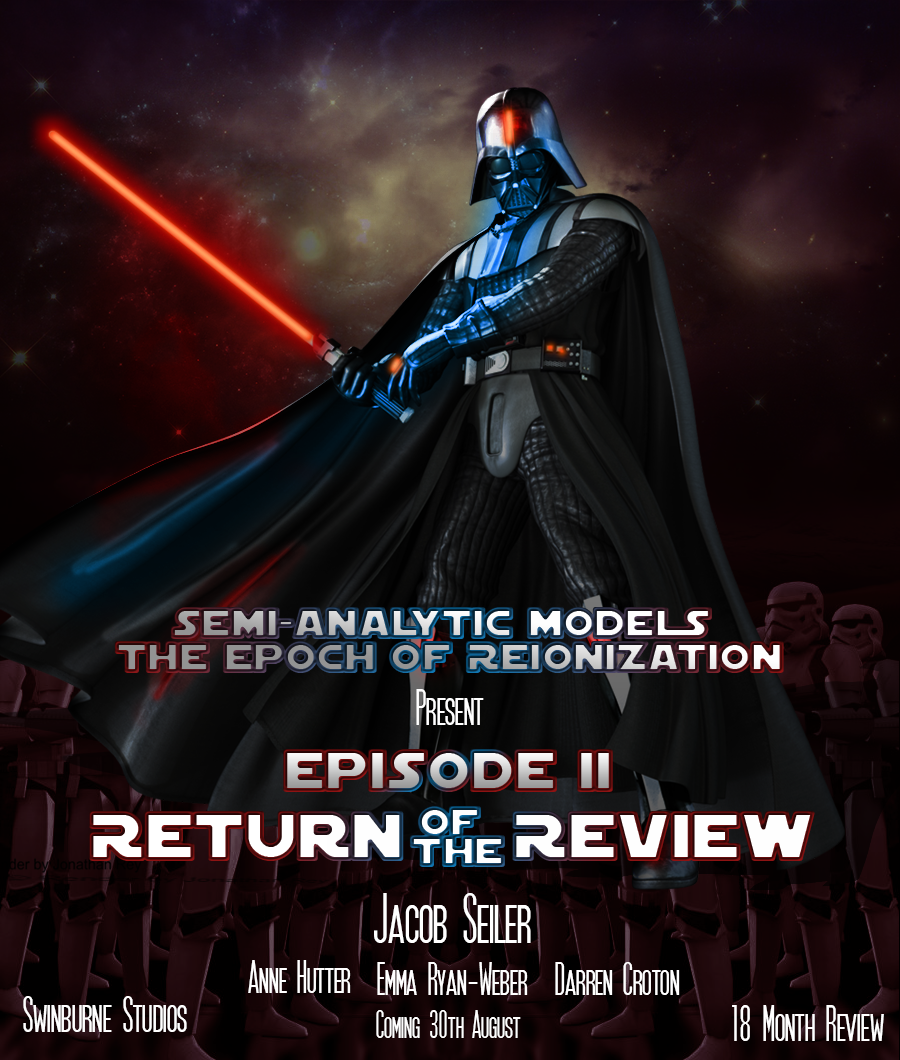 SEMI-ANALYTIC MODELS
THE EPOCH OF REIONIZATION
PRESENT
EPISODE II
RETURN OF THE REVIEW
JACOB SEILER
ANNE HUTTER EMMA RYAN-WEBER DARREN CROTON
SWINBURNE STUDIOS COMING 30TH AUGUST 18 MONTH REVIEW